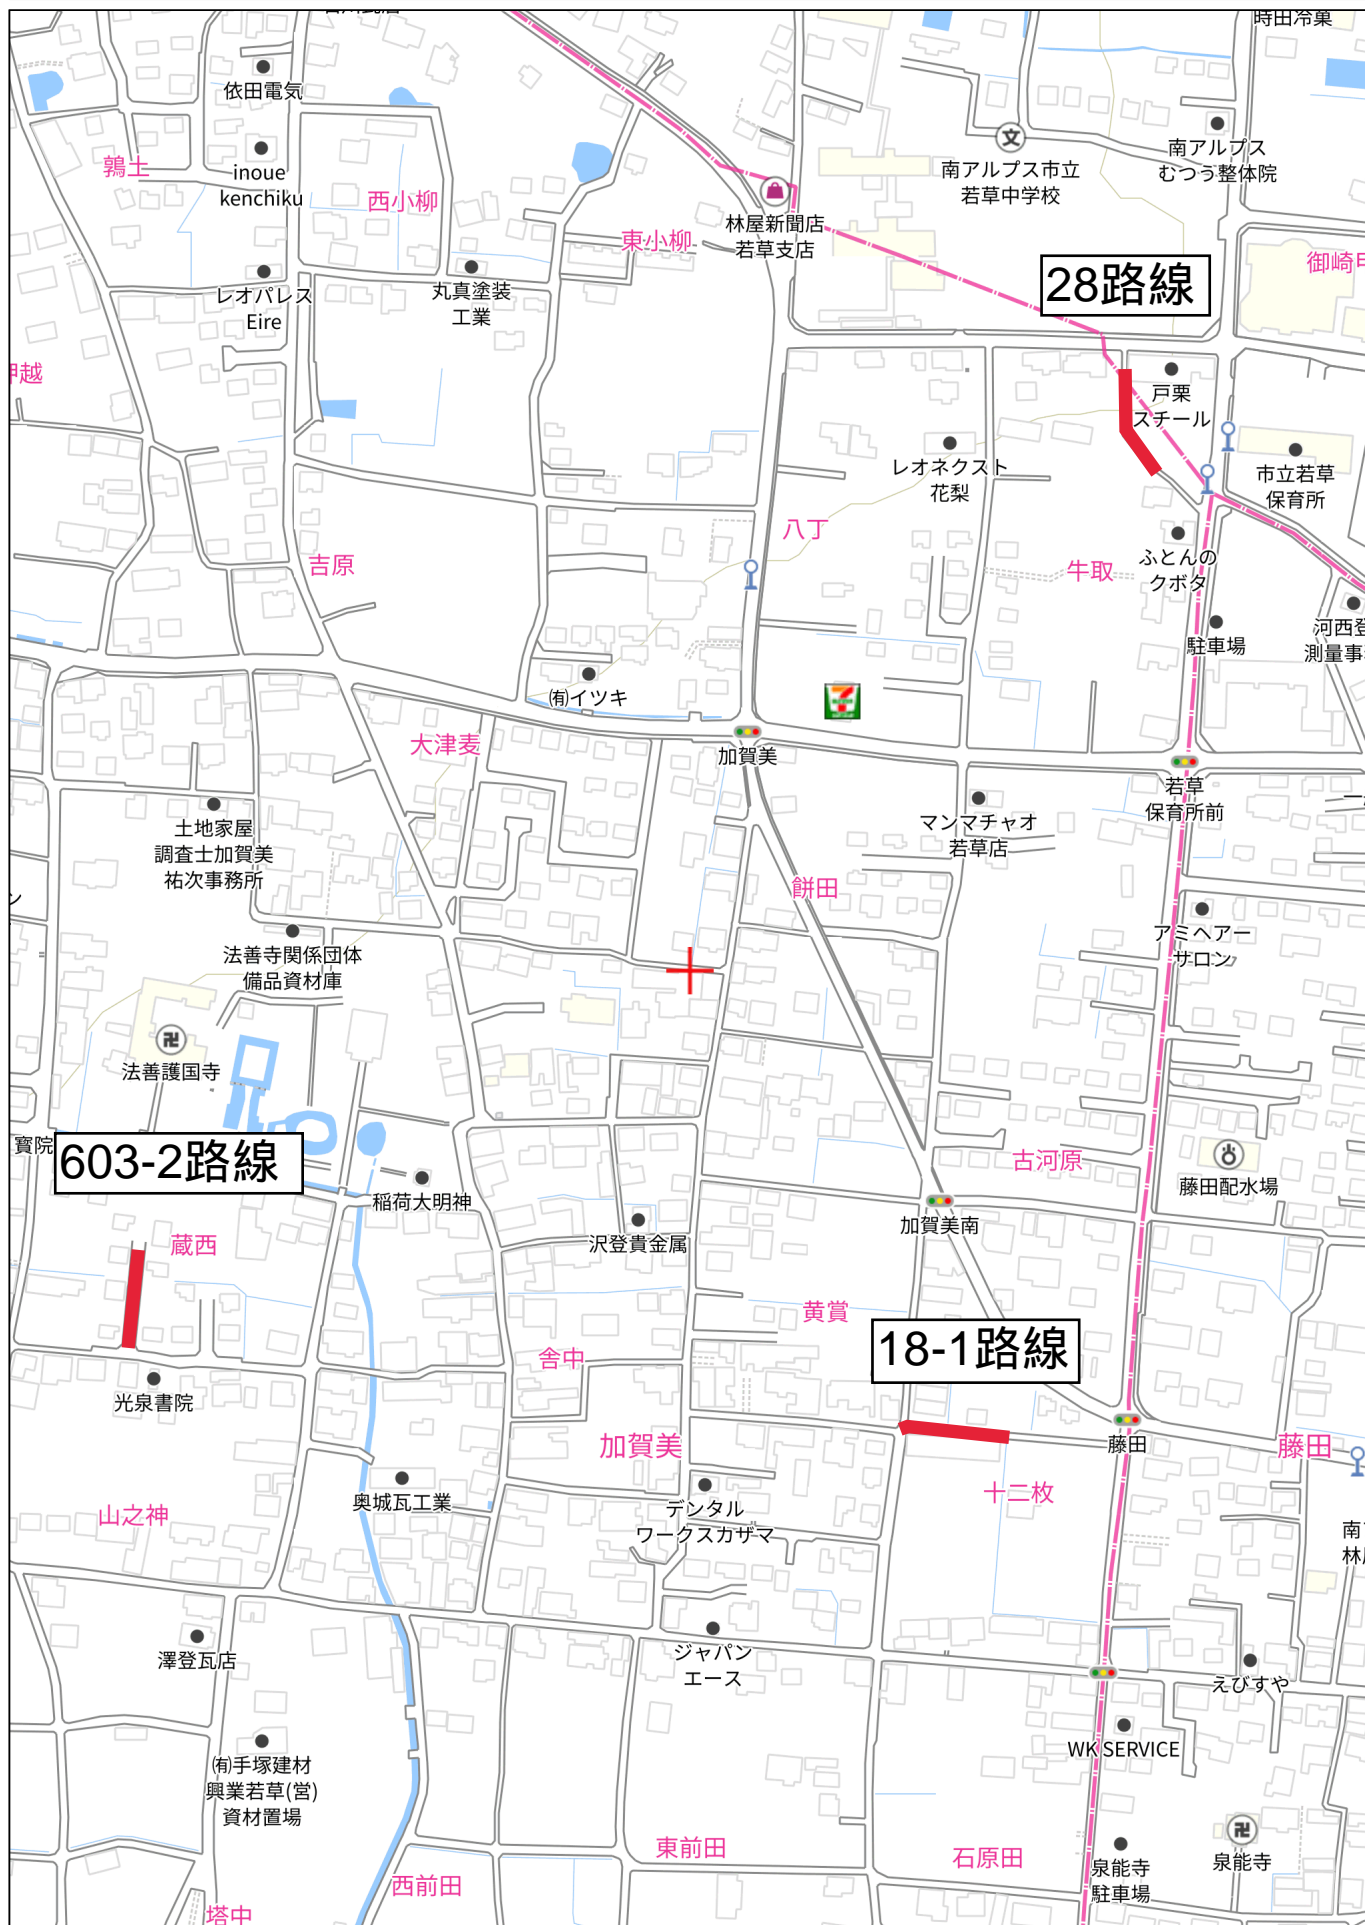 時田冷菓
依田電気
鶉土
inoue
kenchiku
西小柳
南アルプス市立
若草中学校
南アルプス
むつう整体院
林屋新聞店
若草支店
東小柳
28路線
レオパレス
Eire
丸真塗装
工業
戸栗
スチール
レオネクスト
花梨
市立若草
保育所
八丁
吉原
牛取
ふとんの
クボタ
駐車場
㈲イツキ
大津麦
加賀美
若草
保育所前
土地家屋
調査士加賀美
祐次事務所
マンマチャオ
若草店
餅田
法善寺関係団体
備品資材庫
アミヘアー
サロン
法善護国寺
寶院
603-2路線
稲荷大明神
古河原
藤田配水場
加賀美南
沢登貴金属
蔵西
黄賞
18-1路線
舎中
光泉書院
加賀美
藤田
藤田
奥城瓦工業
デンタル
ワークスカザマ
十二枚
山之神
澤登瓦店
ジャパン
エース
えびすや
WK SERVICE
㈲手塚建材
興業若草(営)
資材置場
東前田
石原田
泉能寺
駐車場
泉能寺
西前田
塔中